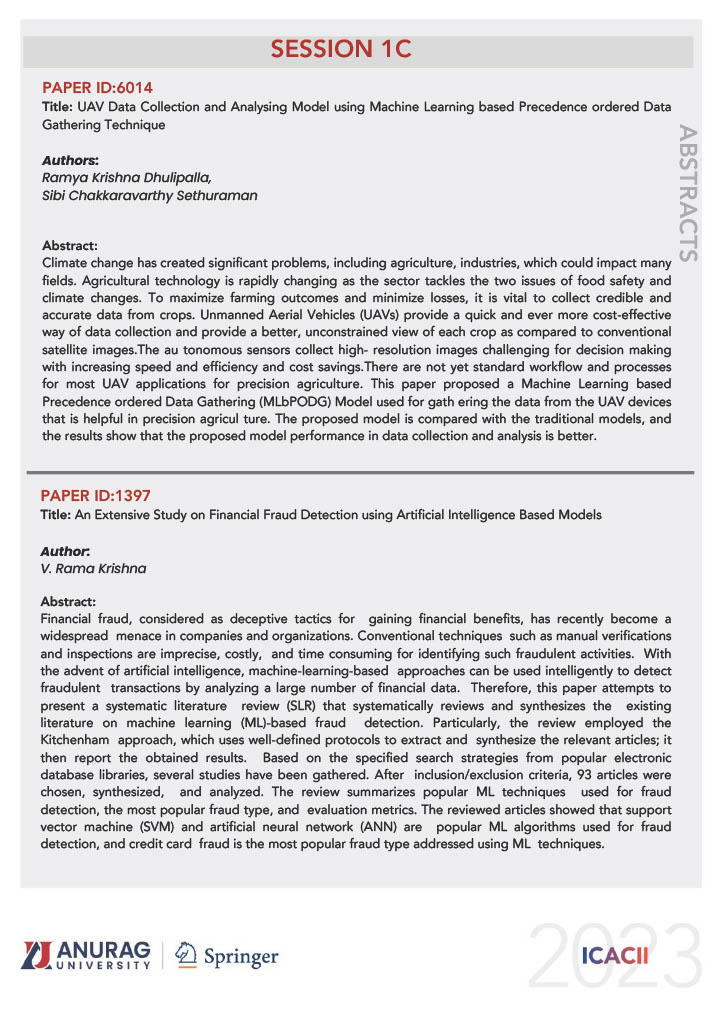 SESSION 1C
PAPER ID:6014
Title: UAV Data Collection and Analysing Model using Machine Learning based Precedence ordered Data
Gathering Technique
ABSTRACTS
Authors:
Ramya Krishna Dhulipalla,
Sibi Chakkaravarthy Sethuraman
Abstract:
Climate change has created significant problems, including agriculture, industries, which could impact many
fields. Agricultural technology is rapidly changing as the sector tackles the two issues of food safety and
climate changes. To maximize farming outcomes and minimize losses, it is vital to collect credible and
accurate data from crops. Unmanned Aerial Vehicles (UAVs) provide a quick and ever more cost-effective
way of data collection and provide a better, unconstrained view of each crop as compared to conventional
satellite images.The au tonomous sensors collect high- resolution images challenging for decision making
with increasing speed and efficiency and cost savings.There are not yet standard workflow and processes
for most UAV applications for precision agriculture. This paper proposed a Machine Learning based
Precedence ordered Data Gathering (MLbPODG) Model used for gath ering the data from the UAV devices
that is helpful in precision agricul ture. The proposed model is compared with the traditional models, and
the results show that the proposed model performance in data collection and analysis is better.
PAPER ID:1397
Title: An Extensive Study on Financial Fraud Detection using Artificial Intelligence Based Models
Author:
V. Rama Krishna
Abstract:
Financial fraud, considered as deceptive tactics for gaining financial benefits, has recently become a
widespread menace in companies and organizations. Conventional techniques such as manual verifications
and inspections are imprecise, costly, and time consuming for identifying such fraudulent activities. With
the advent of artificial intelligence, machine-learning-based approaches can be used intelligently to detect
fraudulent transactions by analyzing a large number of financial data. Therefore, this paper attempts to
present a systematic literature review (SLR) that systematically reviews and synthesizes the existing
literature on machine learning (ML)-based fraud detection. Particularly, the review employed the
Kitchenham approach, which uses well-defined protocols to extract and synthesize the relevant articles; it
then report the obtained results. Based on the specified search strategies from popular electronic
database libraries, several studies have been gathered. After inclusion/exclusion criteria, 93 articles were
chosen, synthesized, and analyzed. The review summarizes popular ML techniques used for fraud
detection, the most popular fraud type, and evaluation metrics. The reviewed articles showed that support
vector machine (SVM) and artificial neural network (ANN) are popular ML algorithms used for fraud
detection, and credit card fraud is the most popular fraud type addressed using ML techniques.
ANURAG
UNIVERSITY
Springer
2023
ICACII